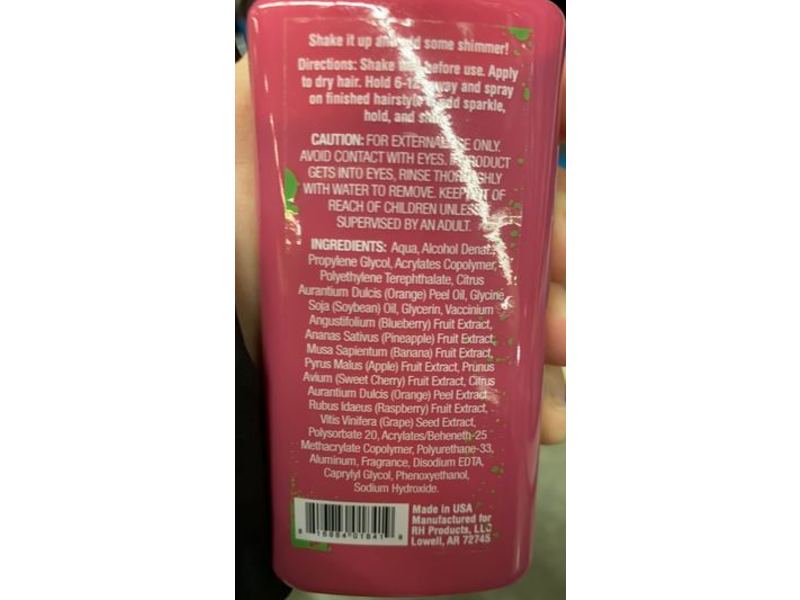 Shake it up and add some shimmer!
Directions: Shake before use. Apply
to dry hair. Hold 6-12 away and spray
on finished hairstyle add sparkle,
hold, and
CAUTION: FOR EXTERNAL USE ONLY.
AVOID CONTACT WITH EYES. IF PRODUCT
GETS INTO EYES, RINSE THOROUGHLY
WITH WATER TO REMOVE. KEEP OUT OF
REACH OF CHILDREN UNLESS
SUPERVISED BY AN ADULT.
INGREDIENTS: Aqua, Alcohol Denat.,
Propylene Glycol, Acrylates Copolymer,
Polyethylene Terephthalate, Citrus
Aurantium Dulcis (Orange) Peel Oil, Glycine
Soja (Soybean) Oil, Glycerin, Vaccinium
Angustifolium (Blueberry) Fruit Extract,
Ananas Sativus (Pineapple) Fruit Extract,
Musa Sapientum (Banana) Fruit Extract,
Pyrus Malus (Apple) Fruit Extract, Prunus
Avium (Sweet Cherry) Fruit Extract, Citrus
Aurantium Dulcis (Orange) Peel Extract,
Rubus Idaeus (Raspberry) Fruit Extract,
Vitis Vinifera (Grape) Seed Extract,
Polysorbate 20, Acrylates/Beheneth-25
Methacrylate Copolymer, Polyurethane-33,
Aluminum, Fragrance, Disodium EDTA,
Caprylyl Glycol, Phenoxyethanol,
Sodium Hydroxide.
Made in USA
Manufactured for
RH Products, LLC
Lowell, AR 72745